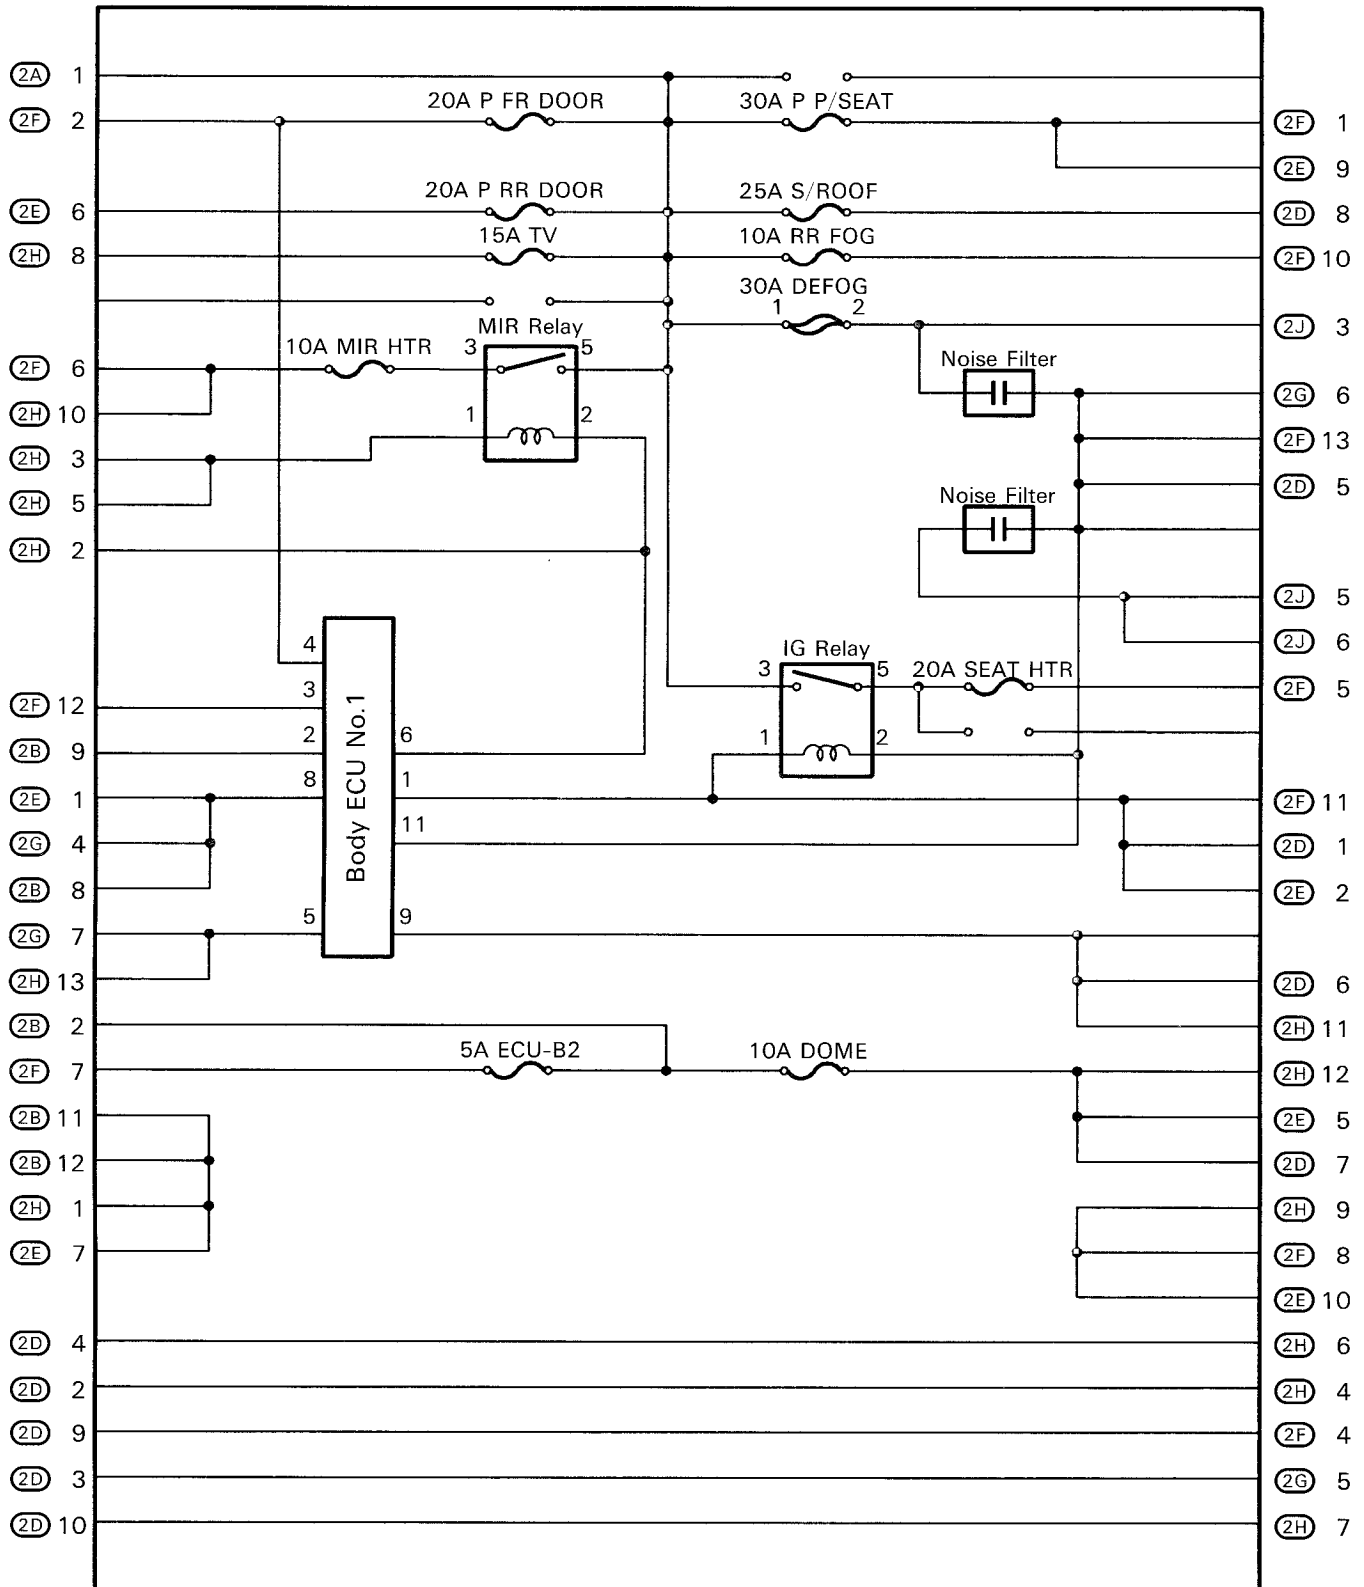 2A 1
20A P FR DOOR 30A P P/SEAT
2F 2 2F 1
2E 9
20A P RR DOOR 25A S/ROOF
2E 6 2D 8
15A TV 10A RR FOG
2H 8 2F 10
30A DEFOG
1 2
MIR Relay 2J 3
10A MIR HTR 3 5
Noise Filter
2F 6
2G 6
2H 10 1 2
2F 13
2H 3
2D 5
2H 5 Noise Filter
2H 2
2J 5
4 IG Relay 2J 6
3 5 20A SEAT HTR
3 2F 5
2F 12
2 6 1 2
2B 9
8 1
2E 1 2F 11
11
2G 4 2D 1
Body ECU No.1
2B 8 2E 2
5 9
2G 7
2H 13 2D 6
2B 2 2H 11
5A ECU-B2 10A DOME
2F 7 2H 12
2B 11 2E 5
2B 12 2D 7
2H 1 2H 9
2E 7 2F 8
2E 10
2D 4 2H 6
2D 2 2H 4
2D 9 2F 4
2D 3 2G 5
2D 10 2H 7